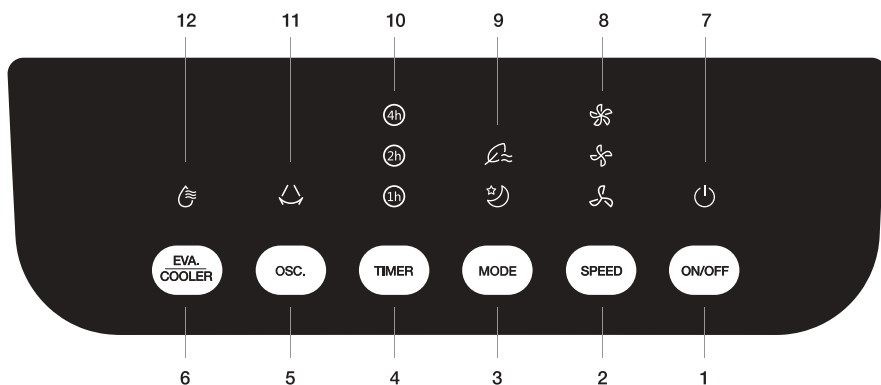 12 11 10 9 8 7
4h
2h
1h
EVA.
COOLER
OSC.
TIMER
MODE
SPEED
ON/OFF
6 5 4 3 2 1